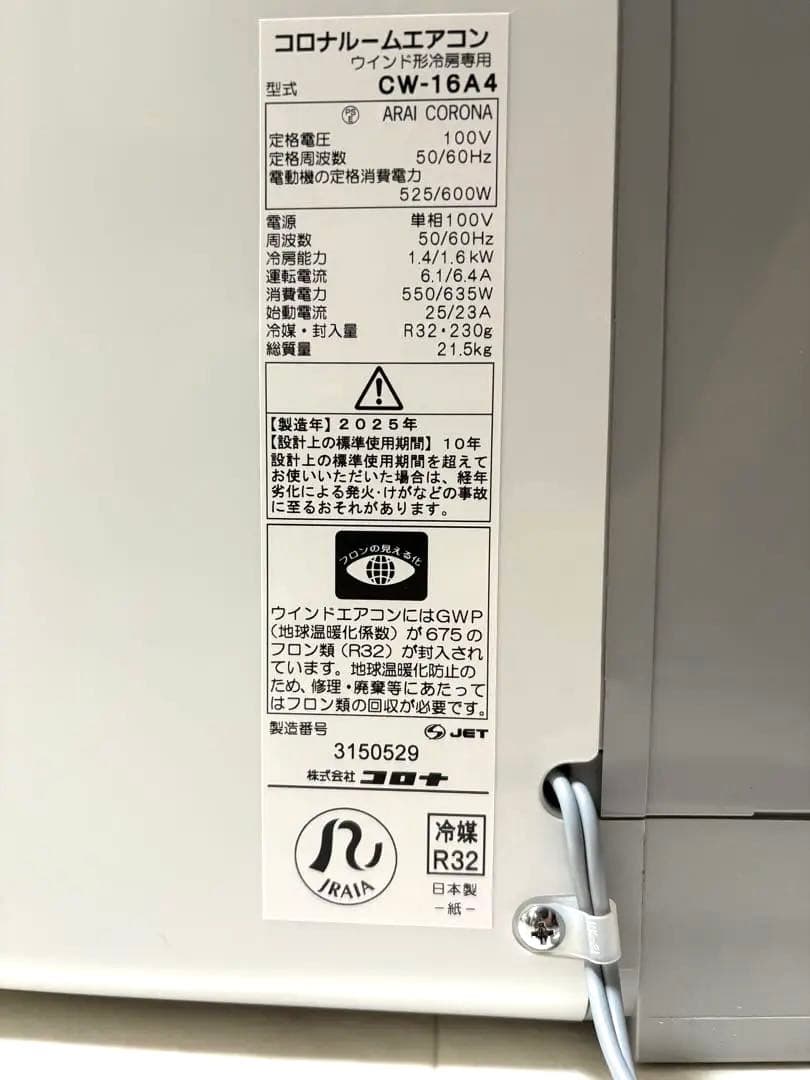 コロナルームエアコン
ウインド形冷房専用
型式 CW-16A4
PS E ARAI CORONA
定格電圧 100V
定格周波数 50/60Hz
電動機の定格消費電力
525/600W
電源 単相100V
周波数 50/60Hz
冷房能力 1.4/1.6kW
運転電流 6.1/6.4A
消費電力 550/635W
始動電流 25/23A
冷媒・封入量 R32・230g
総質量 21.5kg
【製造年】2025年
【設計上の標準使用期間】10年
設計上の標準使用期間を超えて
お使いいただいた場合は、経年
劣化による発火・けがなどの事故
に至るおそれがあります。
フロンの見える化
ウインドエアコンにはGWP
(地球温暖化係数)が675の
フロン類(R32)が封入され
ています。地球温暖化防止の
ため、修理・廃棄等にあたって
はフロン類の回収が必要です。
製造番号 JET
3150529
株式会社コロナ
JRAIA
冷媒
R32
日本製
-紙-